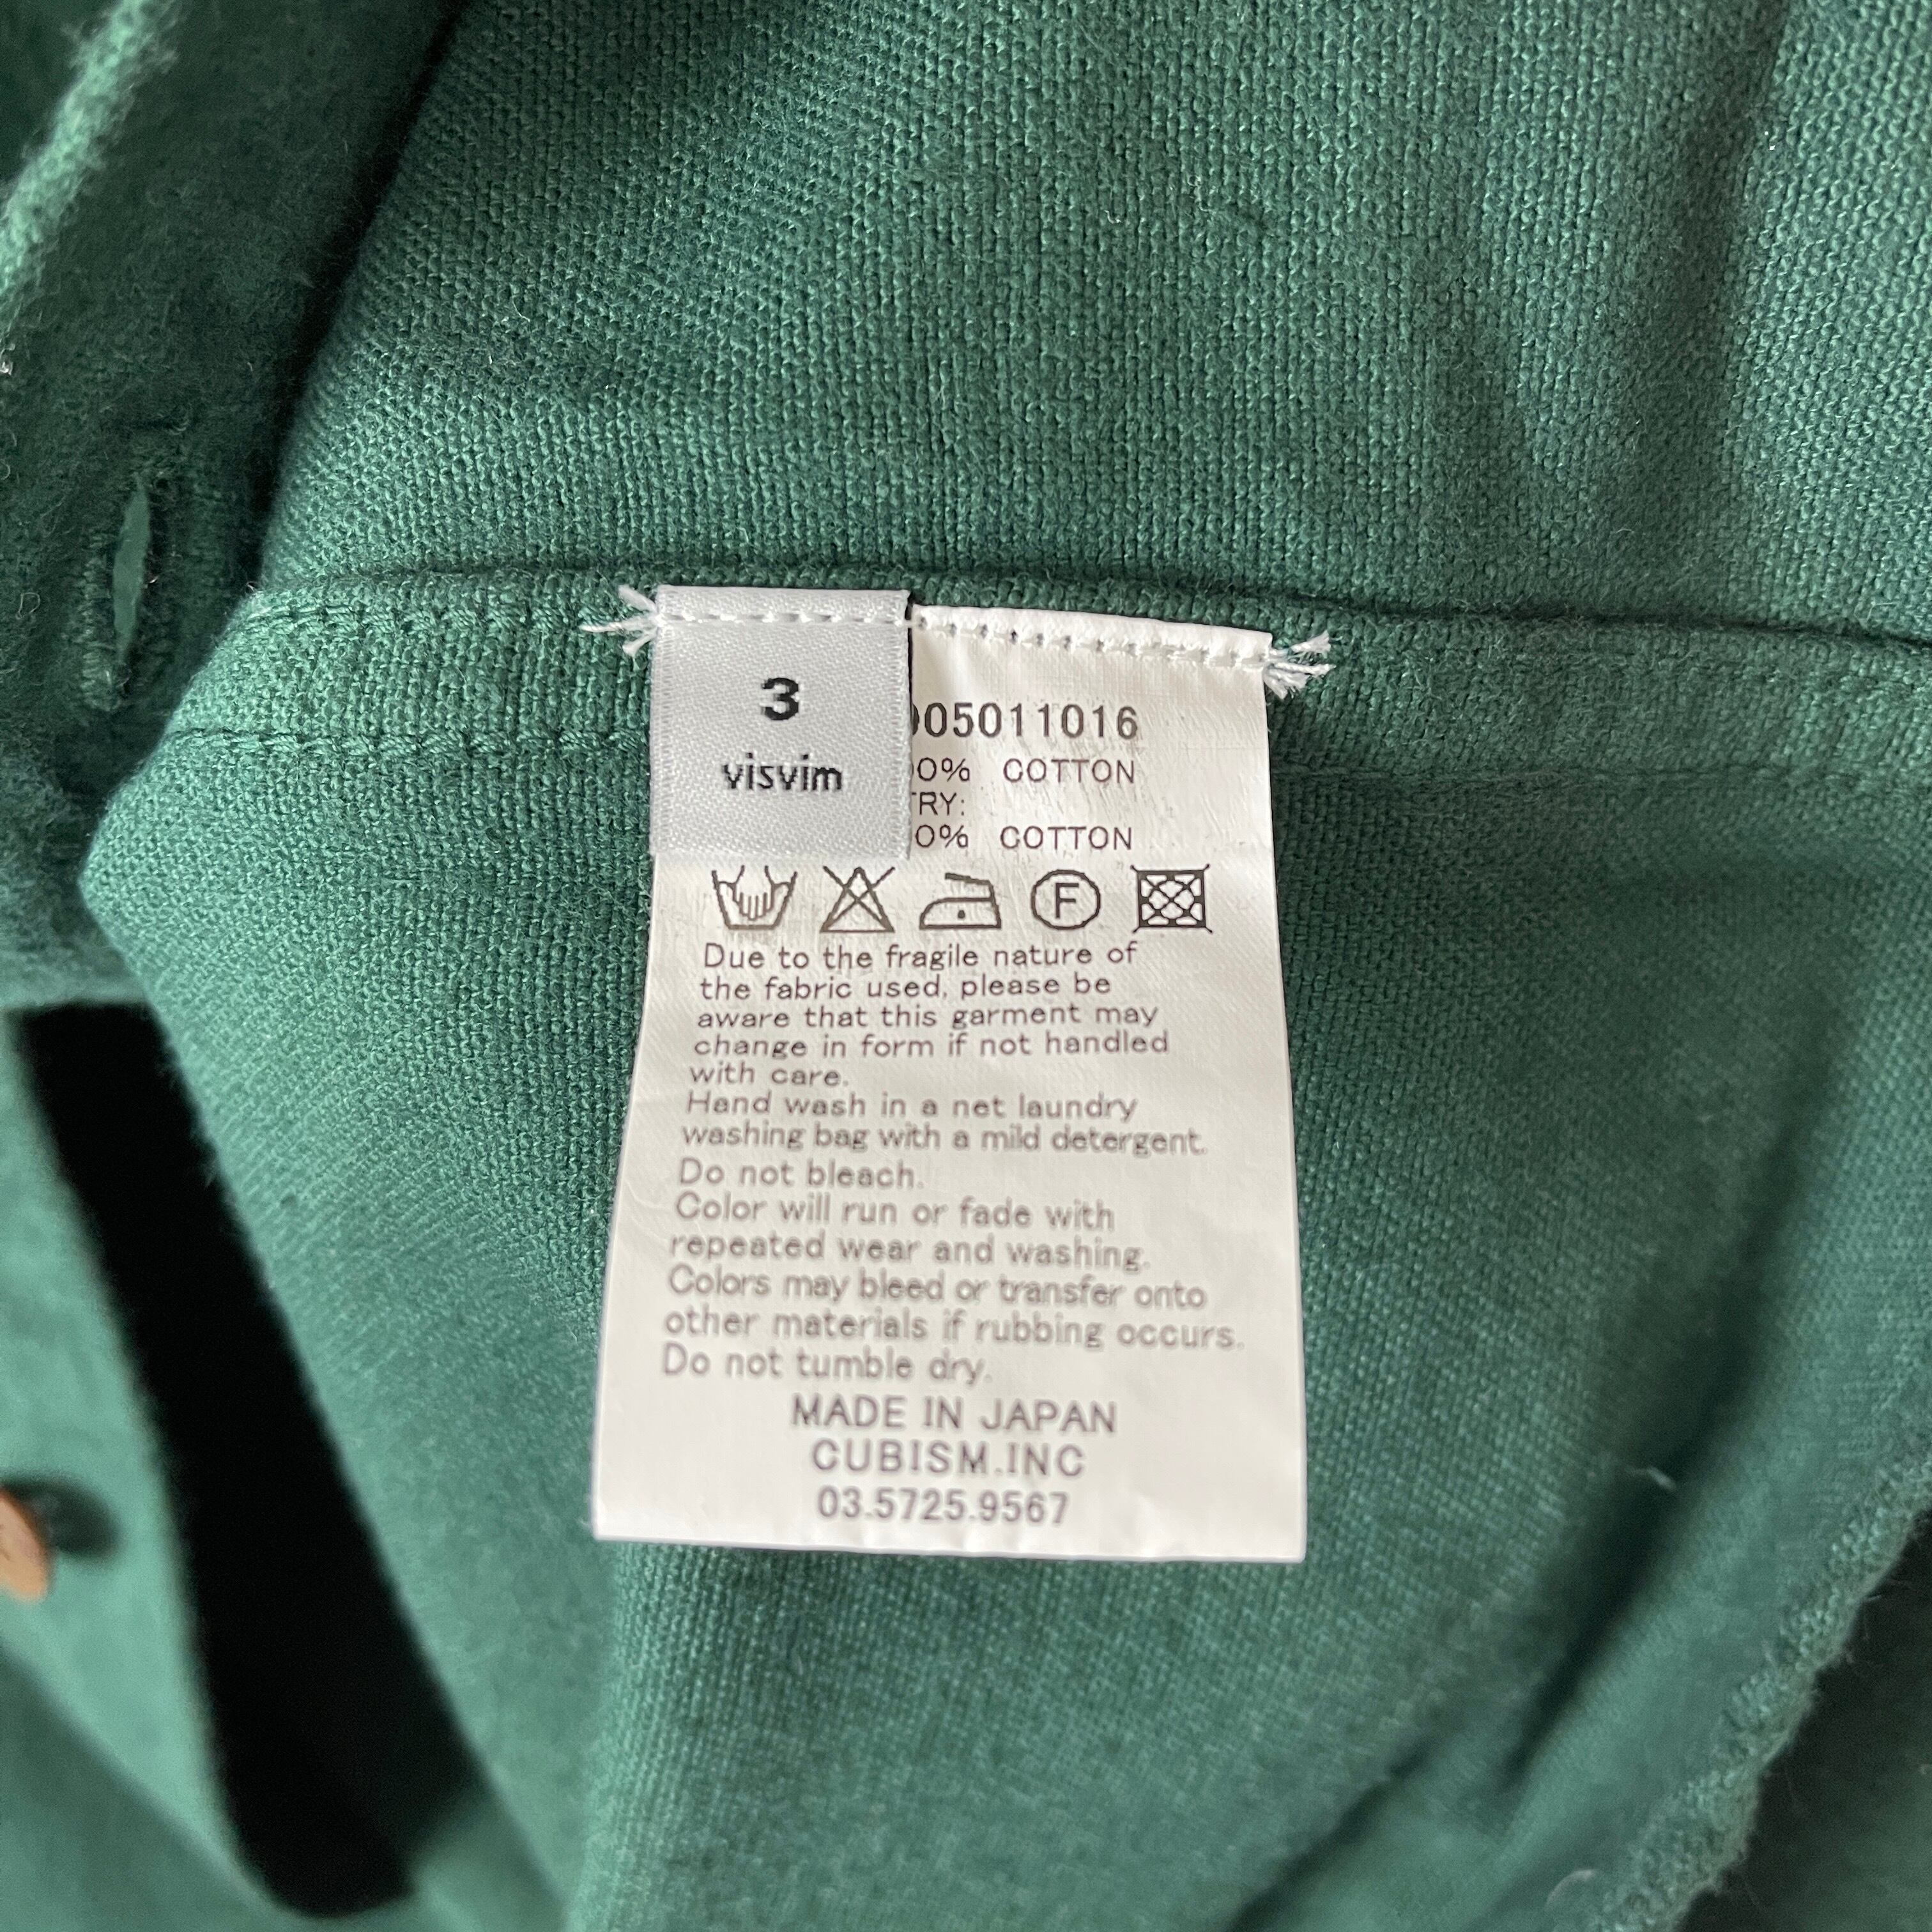 3
visvim
05011016
0% COTTON
RY:
0% COTTON
F
Due to the fragile nature of
the fabric used, please be
aware that this garment may
change in form if not handled
with care.
Hand wash in a net laundry
washing bag with a mild detergent.
Do not bleach.
Color will run or fade with
repeated wear and washing.
Colors may bleed or transfer onto
other materials if rubbing occurs.
Do not tumble dry.
MADE IN JAPAN
CUBISM.INC
03.5725.9567